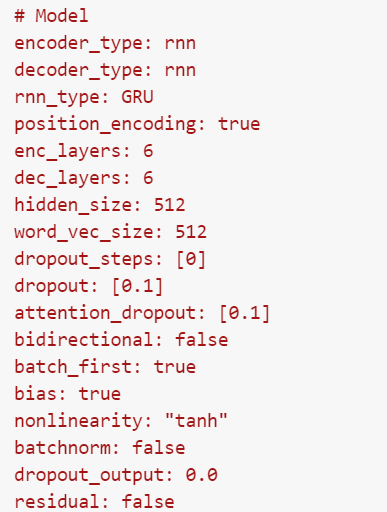 # Model
encoder_type: rnn
decoder_type: rnn
rnn_type: GRU
position_encoding: true
enc_layers: 6
dec_layers: 6
hidden_size: 512
word_vec_size: 512
dropout_steps: [0]
dropout: [0.1]
attention_dropout: [0.1]
bidirectional: false
batch_first: true
bias: true
nonlinearity: "tanh"
batchnorm: false
dropout_output: 0.0
residual: false